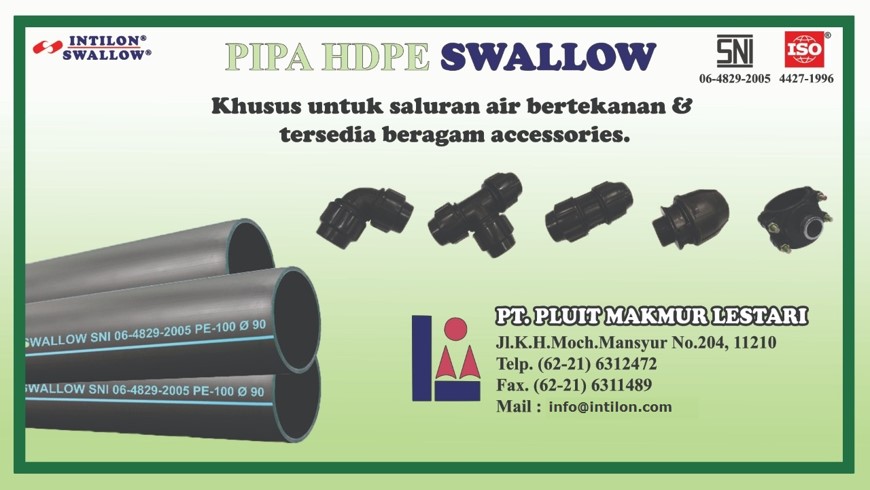 INTILON®
SWALLOW®
PIPA HDPE SWALLOW
SNI
06-4829-2005
ISO®
4427-1996
Khusus untuk saluran air bertekanan &
tersedia beragam accessories.
SWALLOW SNI 06-4829-2005 PE-100 Ø 90
SWALLOW SNI 06-4829-2005 PE-100 Ø 90
PT. PLUIT MAKMUR LESTARI
Jl.K.H.Moch.Mansyur No.204, 11210
Telp. (62-21) 6312472
Fax. (62-21) 6311489
Mail : info@intilon.com